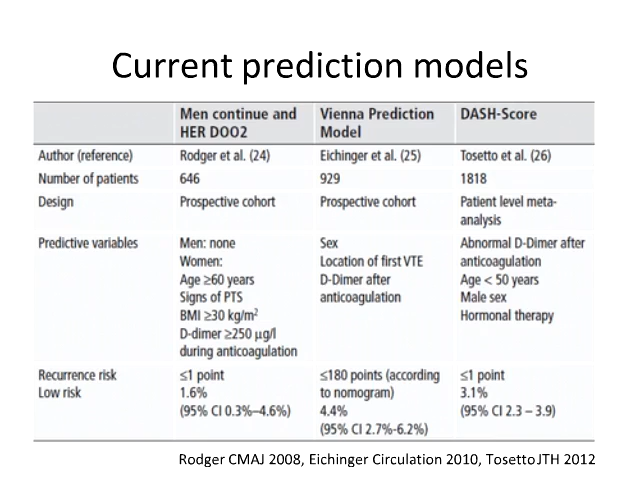 Current prediction models
Men continue and HER DOO2 | Vienna Prediction Model | DASH-Score
Author (reference) | Rodger et al. (24) | Eichinger et al. (25) | Tosetto et al. (26)
Number of patients | 646 | 929 | 1818
Design | Prospective cohort | Prospective cohort | Patient level meta-analysis
Predictive variables | Men: none | Sex | Abnormal D-Dimer after
Women: | Location of first VTE | anticoagulation
Age ≥60 years | D-Dimer after | Age < 50 years
Signs of PTS | anticoagulation | Male sex
BMI ≥30 kg/m² | Hormonal therapy
D-dimer ≥250 µg/l
during anticoagulation
Recurrence risk | ≤1 point | ≤180 points (according | ≤1 point
Low risk | 1.6% | to nomogram) | 3.1%
(95% CI 0.3%–4.6%) | 4.4% | (95% CI 2.3 – 3.9)
(95% CI 2.7%-6.2%)
Rodger CMAJ 2008, Eichinger Circulation 2010, Tosetto JTH 2012